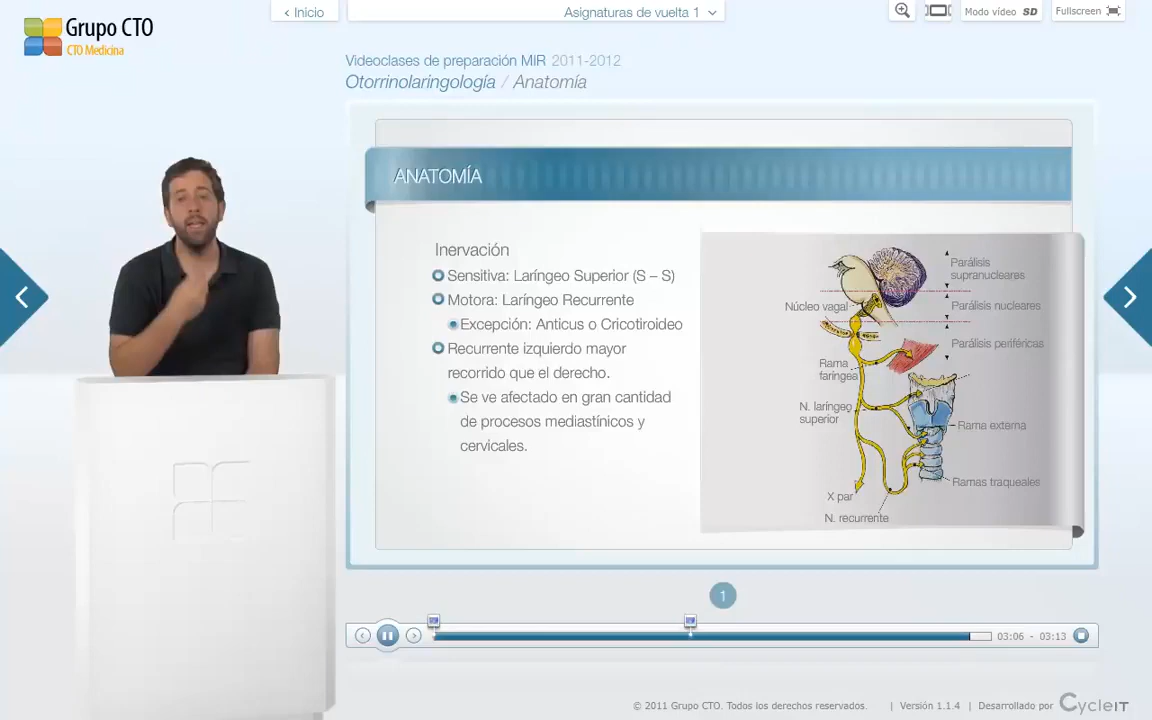 Grupo CTO
CTO Medicina
‹ Inicio
Asignaturas de vuelta 1
Modo vídeo SD
Fullscreen
Videoclases de preparación MIR 2011-2012
Otorrinolaringología / Anatomía
ANATOMÍA
Inervación
Sensitiva: Laríngeo Superior (S – S)
Motora: Laríngeo Recurrente
Excepción: Anticus o Cricotiroideo
Recurrente izquierdo mayor
recorrido que el derecho.
Se ve afectado en gran cantidad
de procesos mediastínicos y
cervicales.
Parálisis
supranucleares
Núcleo vagal
Parálisis nucleares
Parálisis periféricas
Rama
faríngea
N. laríngeo
superior
Rama externa
Ramas traqueales
X par
N. recurrente
1
03:06 - 03:13
© 2011 Grupo CTO. Todos los derechos reservados. | Versión 1.1.4 | Desarrollado por CycleIT